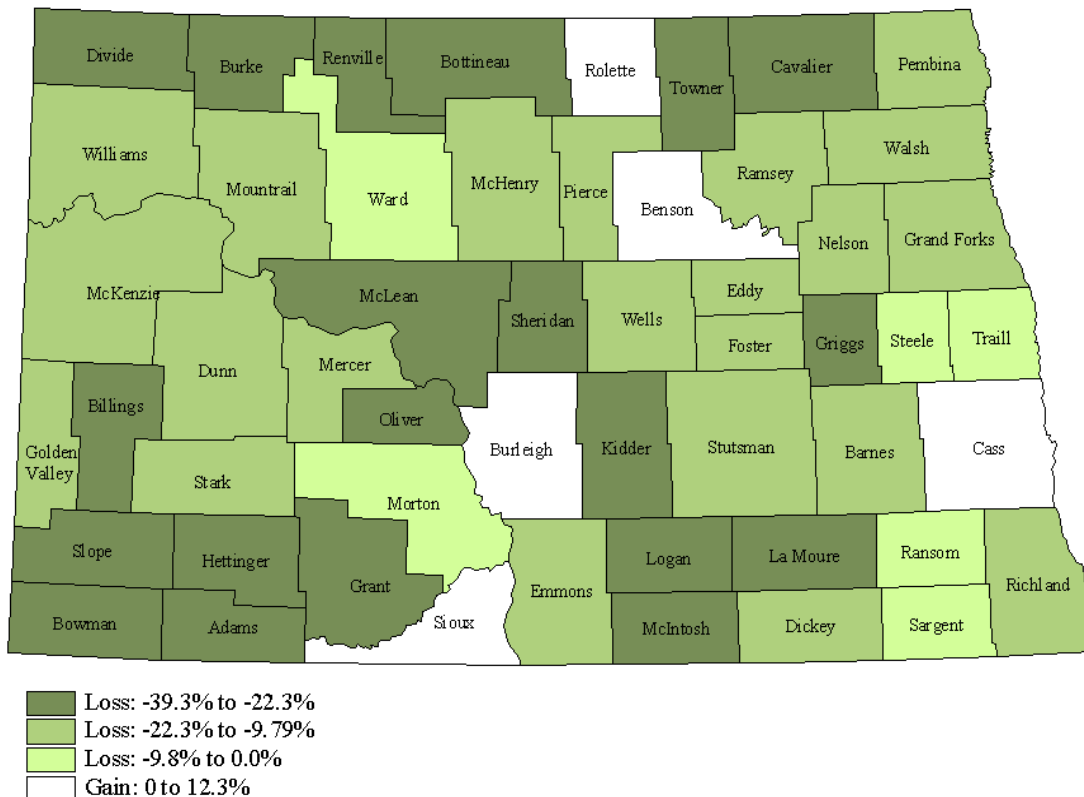 Divide
Burke
Renville
Bottineau
Rolette
Towner
Cavalier
Pembina
Williams
Mountrail
Ward
McHenry
Pierce
Benson
Ramsey
Walsh
Nelson
Grand Forks
McKenzie
McLean
Sheridan
Wells
Eddy
Foster
Griggs
Steele
Traill
Dunn
Mercer
Billings
Oliver
Golden
Valley
Stark
Burleigh
Kidder
Stutsman
Barnes
Cass
Morton
Slope
Hettinger
Grant
Emmons
Logan
La Moure
Ransom
Richland
Bowman
Adams
Sioux
McIntosh
Dickey
Sargent
Loss: -39.3% to -22.3%
Loss: -22.3% to -9.79%
Loss: -9.8% to 0.0%
Gain: 0 to 12.3%